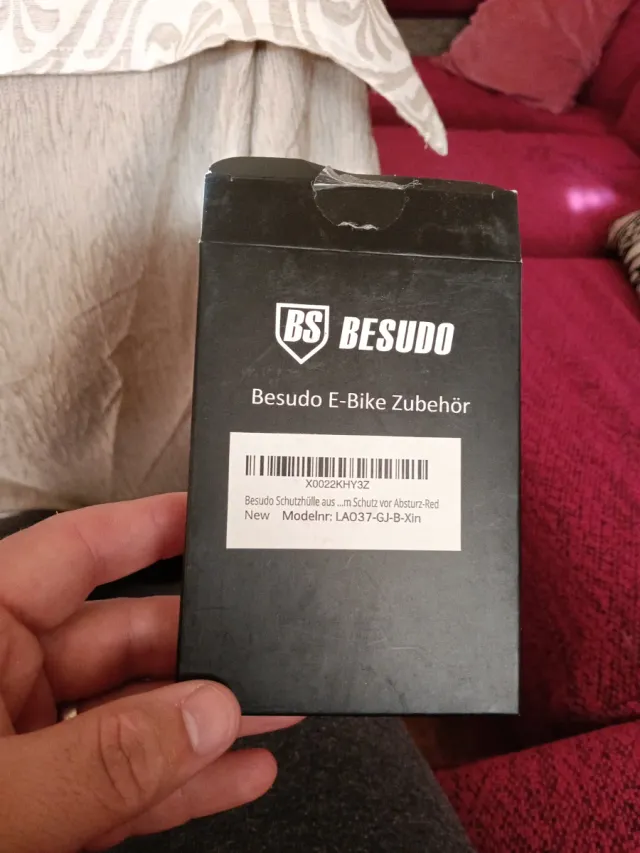 BS BESUDO
Besudo E-Bike Zubehör
X0022KHY3Z
Besudo Schutzhülle aus ...m Schutz vor Absturz-Red
New Modelnr: LA037-GJ-B-Xin